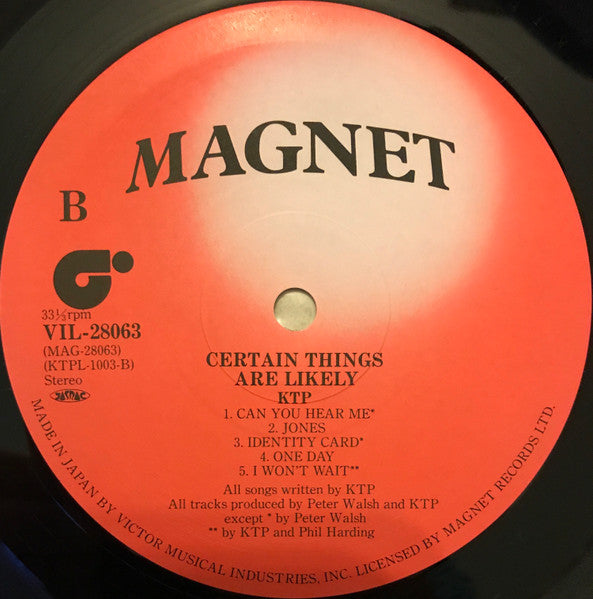 MAGNET
B
33⅓rpm
VIL-28063
(MAG-28063)
(KTPL-1003-B)
Stereo
JASRAC
CERTAIN THINGS
ARE LIKELY
KTP
1. CAN YOU HEAR ME*
2. JONES
3. IDENTITY CARD*
4. ONE DAY
5. I WON'T WAIT**
All songs written by KTP
All tracks produced by Peter Walsh and KTP
except * by Peter Walsh
** by KTP and Phil Harding
MADE IN JAPAN BY VICTOR MUSICAL INDUSTRIES, INC. LICENSED BY MAGNET RECORDS LTD.